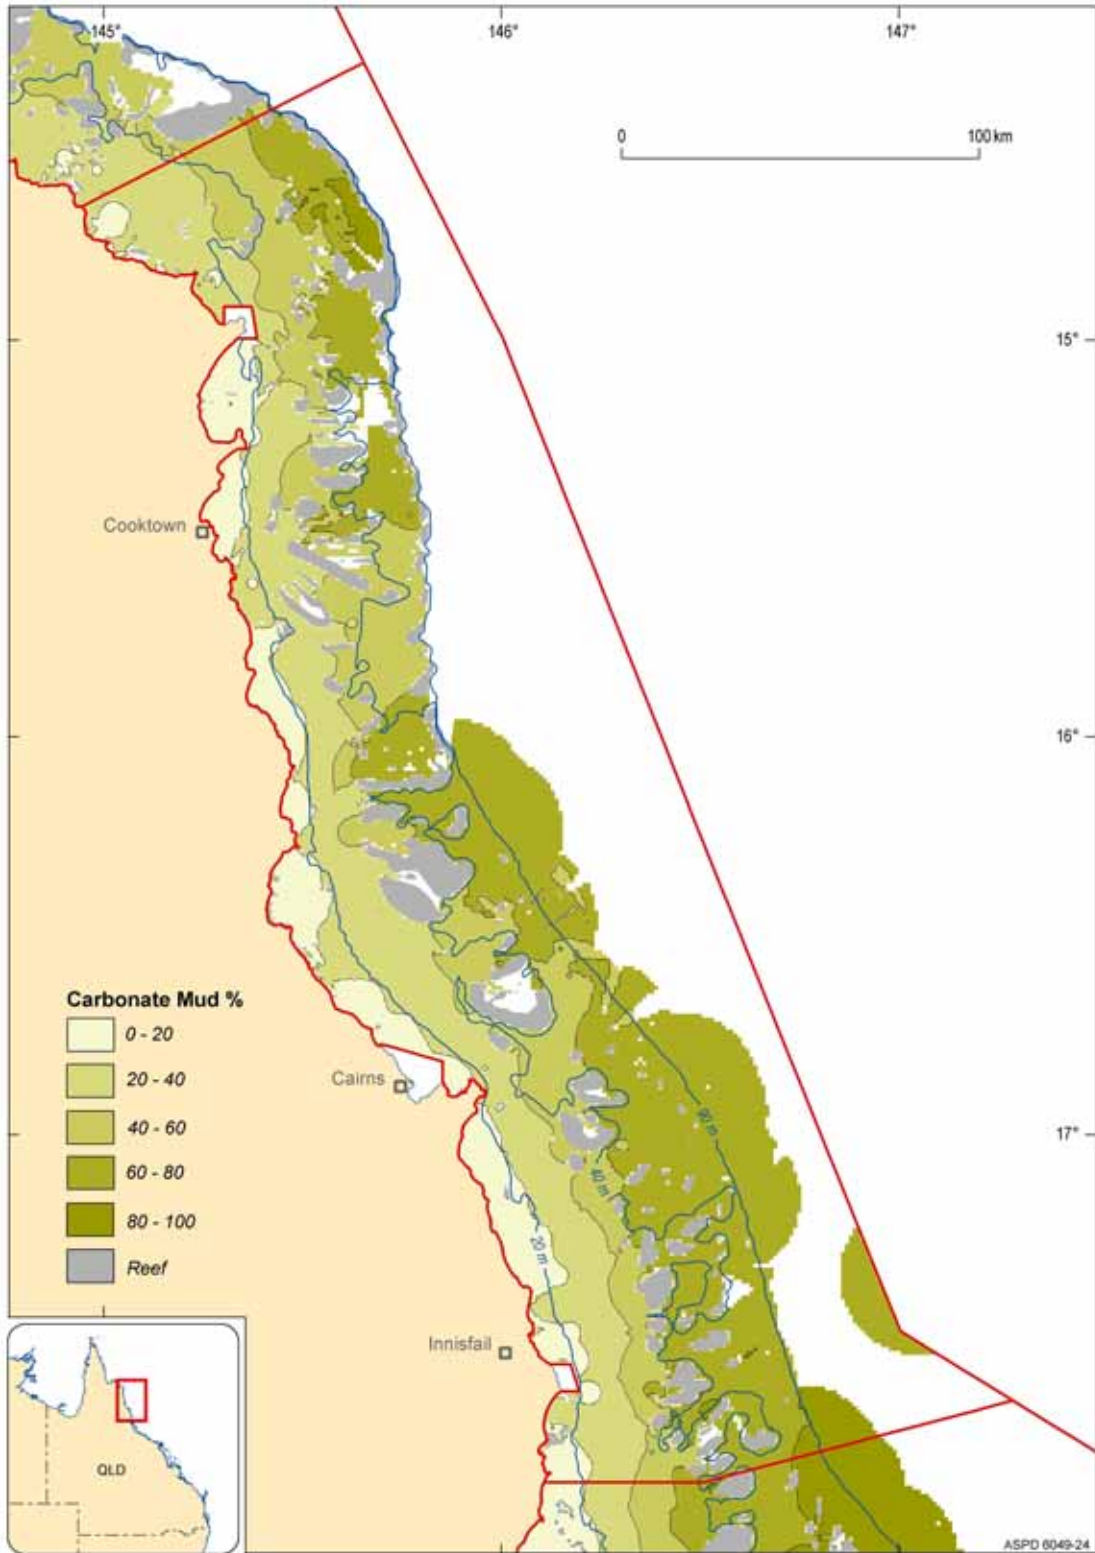 145°
146°
147°
0
100 km
15°
Cooktown
16°
Carbonate Mud %
0 - 20
20 - 40
40 - 60
60 - 80
80 - 100
Reef
Cairns
90 m
17°
40 m
20 m
Innisfail
QLD
ASPD 6049-24